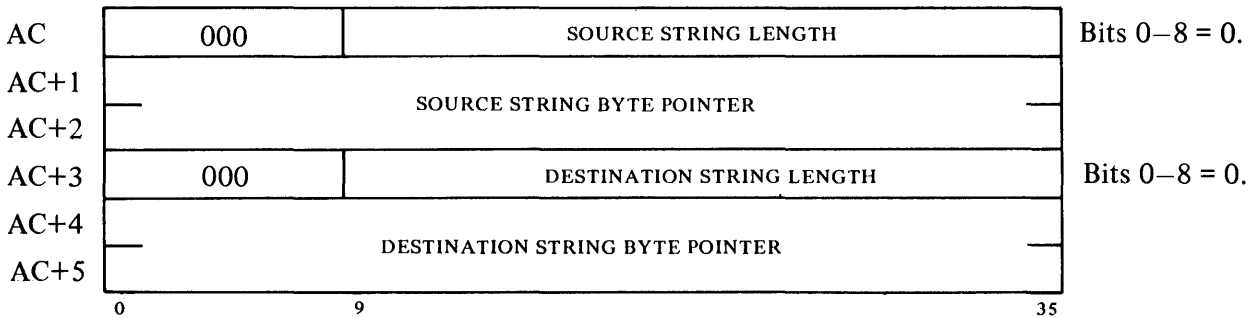 AC 000 SOURCE STRING LENGTH Bits 0–8 = 0.
AC+1
SOURCE STRING BYTE POINTER
AC+2
AC+3 000 DESTINATION STRING LENGTH Bits 0–8 = 0.
AC+4
DESTINATION STRING BYTE POINTER
AC+5
0 9 35